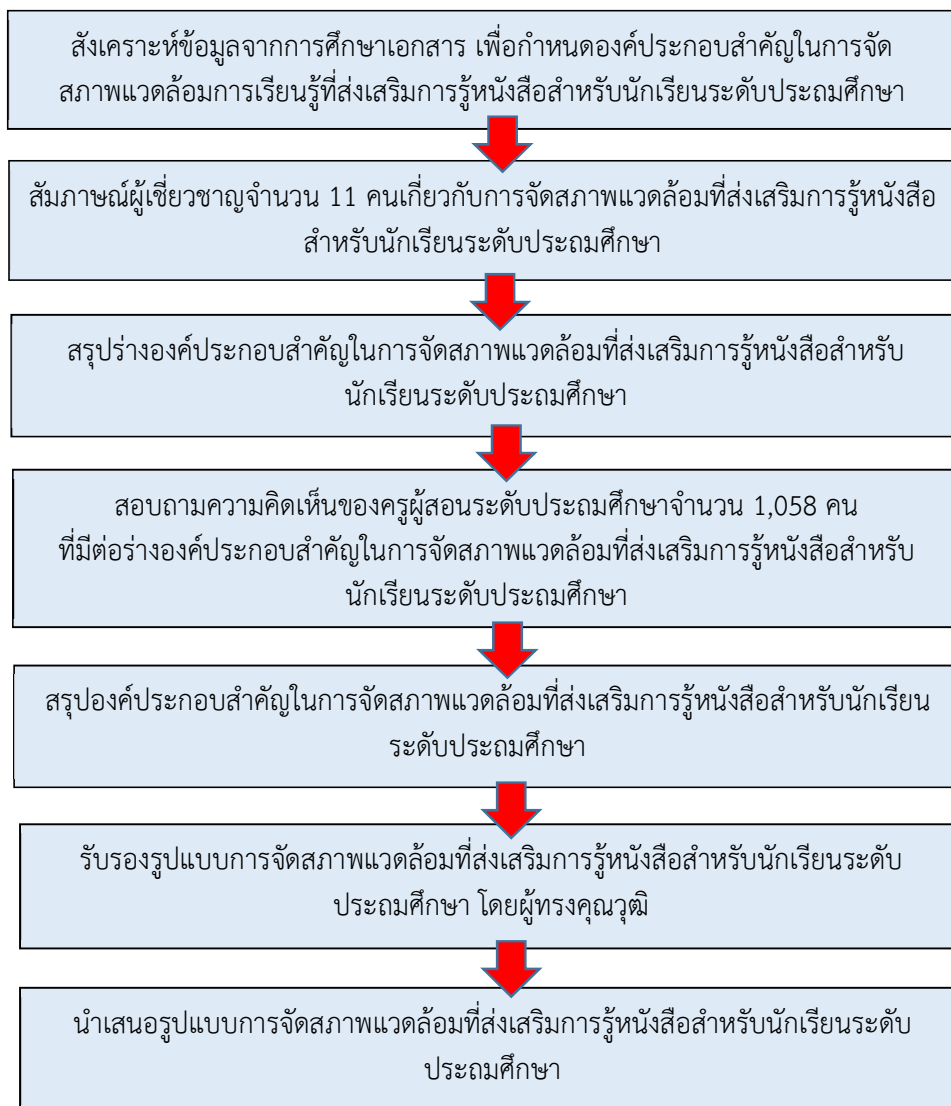 สังเคราะห์ข้อมูลจากการศึกษาเอกสาร เพื่อกำหนดองค์ประกอบสำคัญในการจัด
สภาพแวดล้อมการเรียนรู้ที่ส่งเสริมการรู้หนังสือสำหรับนักเรียนระดับประถมศึกษา
สัมภาษณ์ผู้เชี่ยวชาญจำนวน 11 คนเกี่ยวกับการจัดสภาพแวดล้อมที่ส่งเสริมการรู้หนังสือ
สำหรับนักเรียนระดับประถมศึกษา
สรุปร่างองค์ประกอบสำคัญในการจัดสภาพแวดล้อมที่ส่งเสริมการรู้หนังสือสำหรับ
นักเรียนระดับประถมศึกษา
สอบถามความคิดเห็นของครูผู้สอนระดับประถมศึกษาจำนวน 1,058 คน
ที่มีต่อร่างองค์ประกอบสำคัญในการจัดสภาพแวดล้อมที่ส่งเสริมการรู้หนังสือสำหรับ
นักเรียนระดับประถมศึกษา
สรุปองค์ประกอบสำคัญในการจัดสภาพแวดล้อมที่ส่งเสริมการรู้หนังสือสำหรับนักเรียน
ระดับประถมศึกษา
รับรองรูปแบบการจัดสภาพแวดล้อมที่ส่งเสริมการรู้หนังสือสำหรับนักเรียนระดับ
ประถมศึกษา โดยผู้ทรงคุณวุฒิ
นำเสนอรูปแบบการจัดสภาพแวดล้อมที่ส่งเสริมการรู้หนังสือสำหรับนักเรียนระดับ
ประถมศึกษา